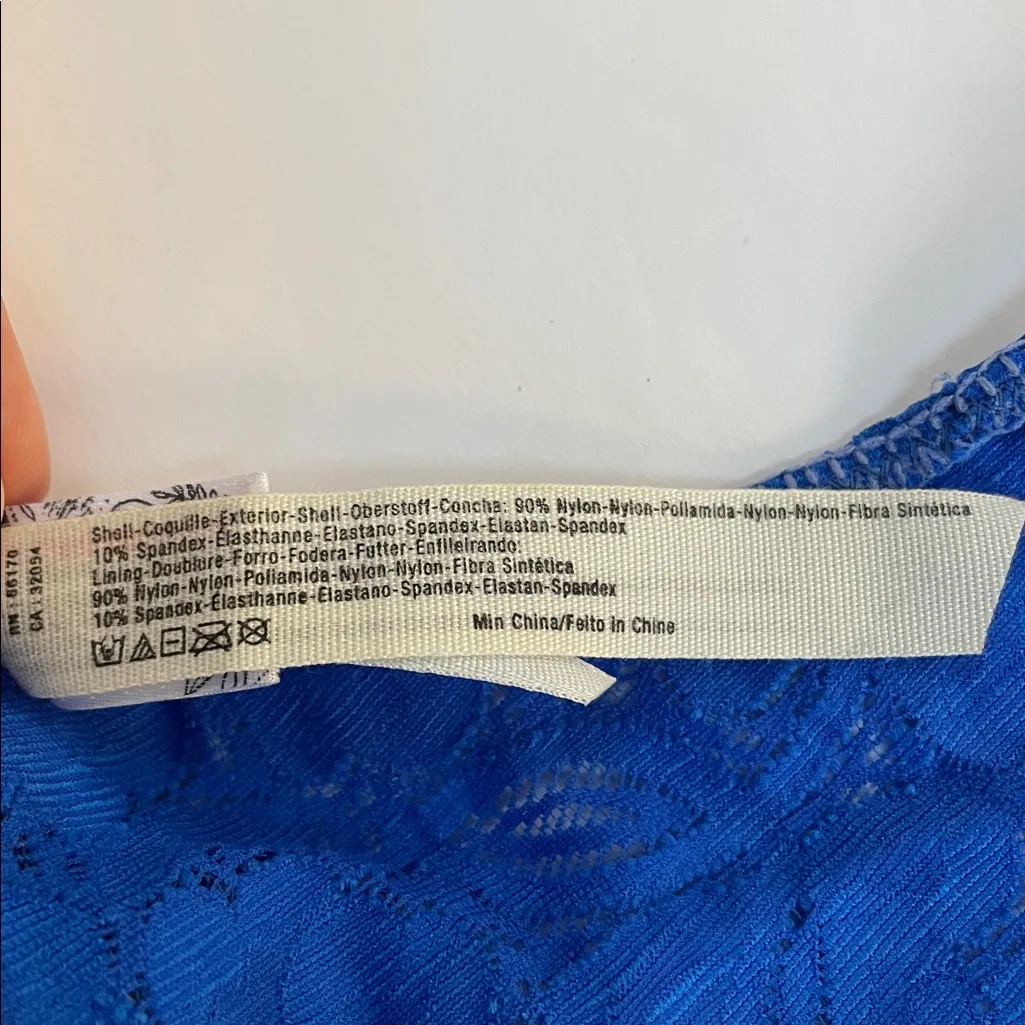 Shell-Coquille-Exterior-Shell-Oberstoff-Concha: 90% Nylon-Nylon-Poliamida-Nylon-Nylon-Fibra Sintética
10% Spandex-Élasthanne-Elastano-Spandex-Elastan-Spandex
Lining-Doublure-Forro-Fodera-Futter-Enfileirando:
90% Nylon-Nylon-Poliamida-Nylon-Nylon-Fibra Sintética
10% Spandex-Élasthanne-Elastano-Spandex-Elastan-Spandex
Min China/Feito in Chine
RN: 66170
CA: 32054